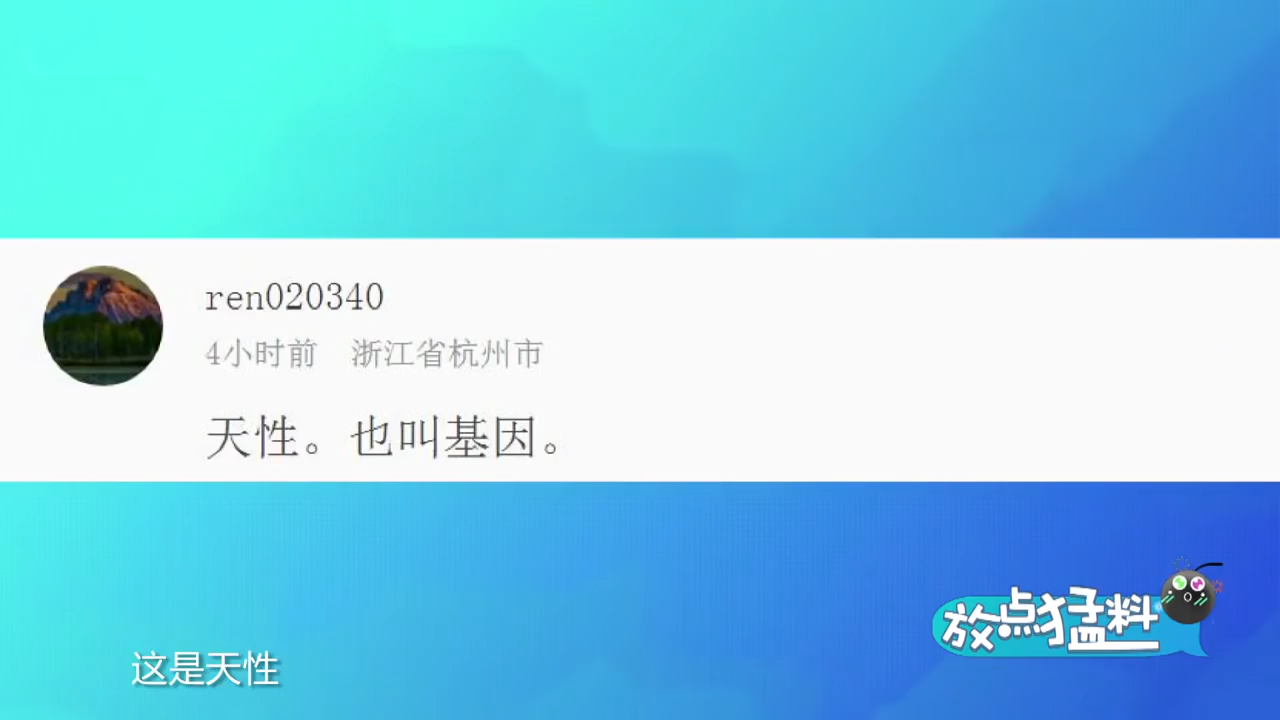 ren020340
4小时前 浙江省杭州市
天性。也叫基因。
放点猛料
这是天性